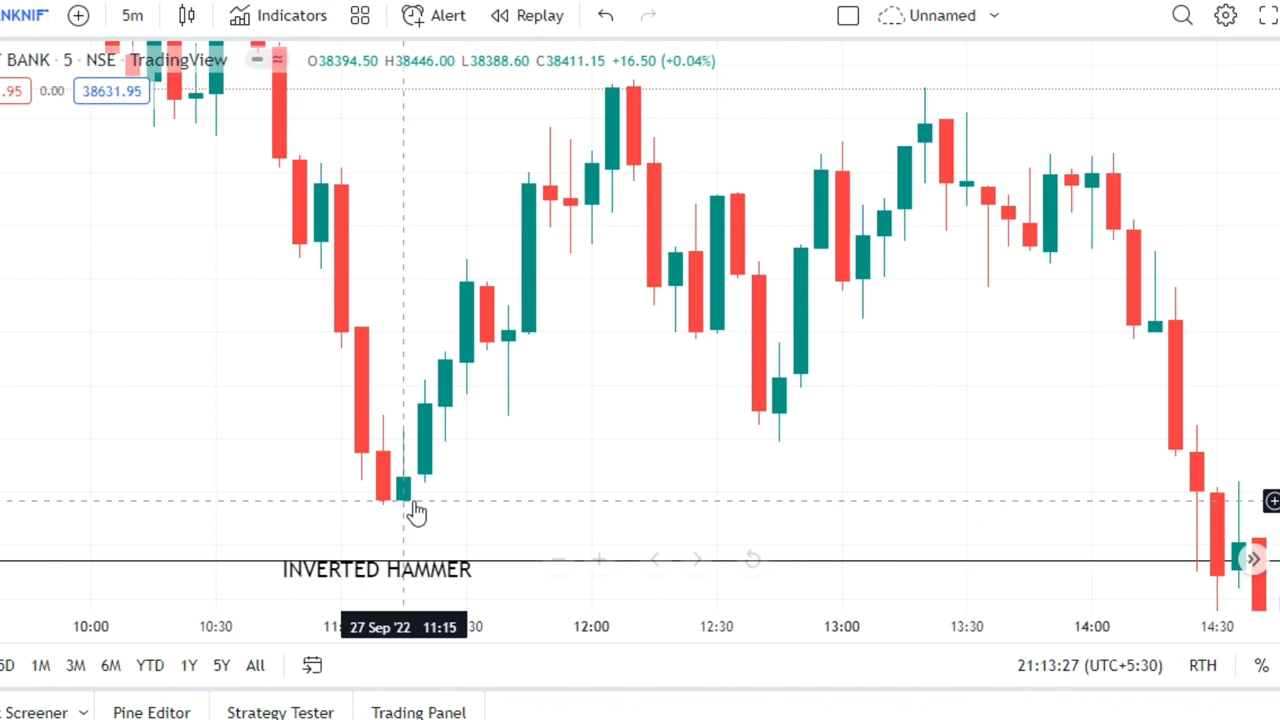 NKNIF 5m Indicators Alert Replay Unnamed
BANK · 5 · NSE TradingView O38394.50 H38446.00 L38388.60 C38411.15 +16.50 (+0.04%)
.95 0.00 38631.95
INVERTED HAMMER
10:00 10:30 11: 27 Sep '22 11:15 30 12:00 12:30 13:00 13:30 14:00 14:30
5D 1M 3M 6M YTD 1Y 5Y All 21:13:27 (UTC+5:30) RTH %
Screener Pine Editor Strategy Tester Trading Panel